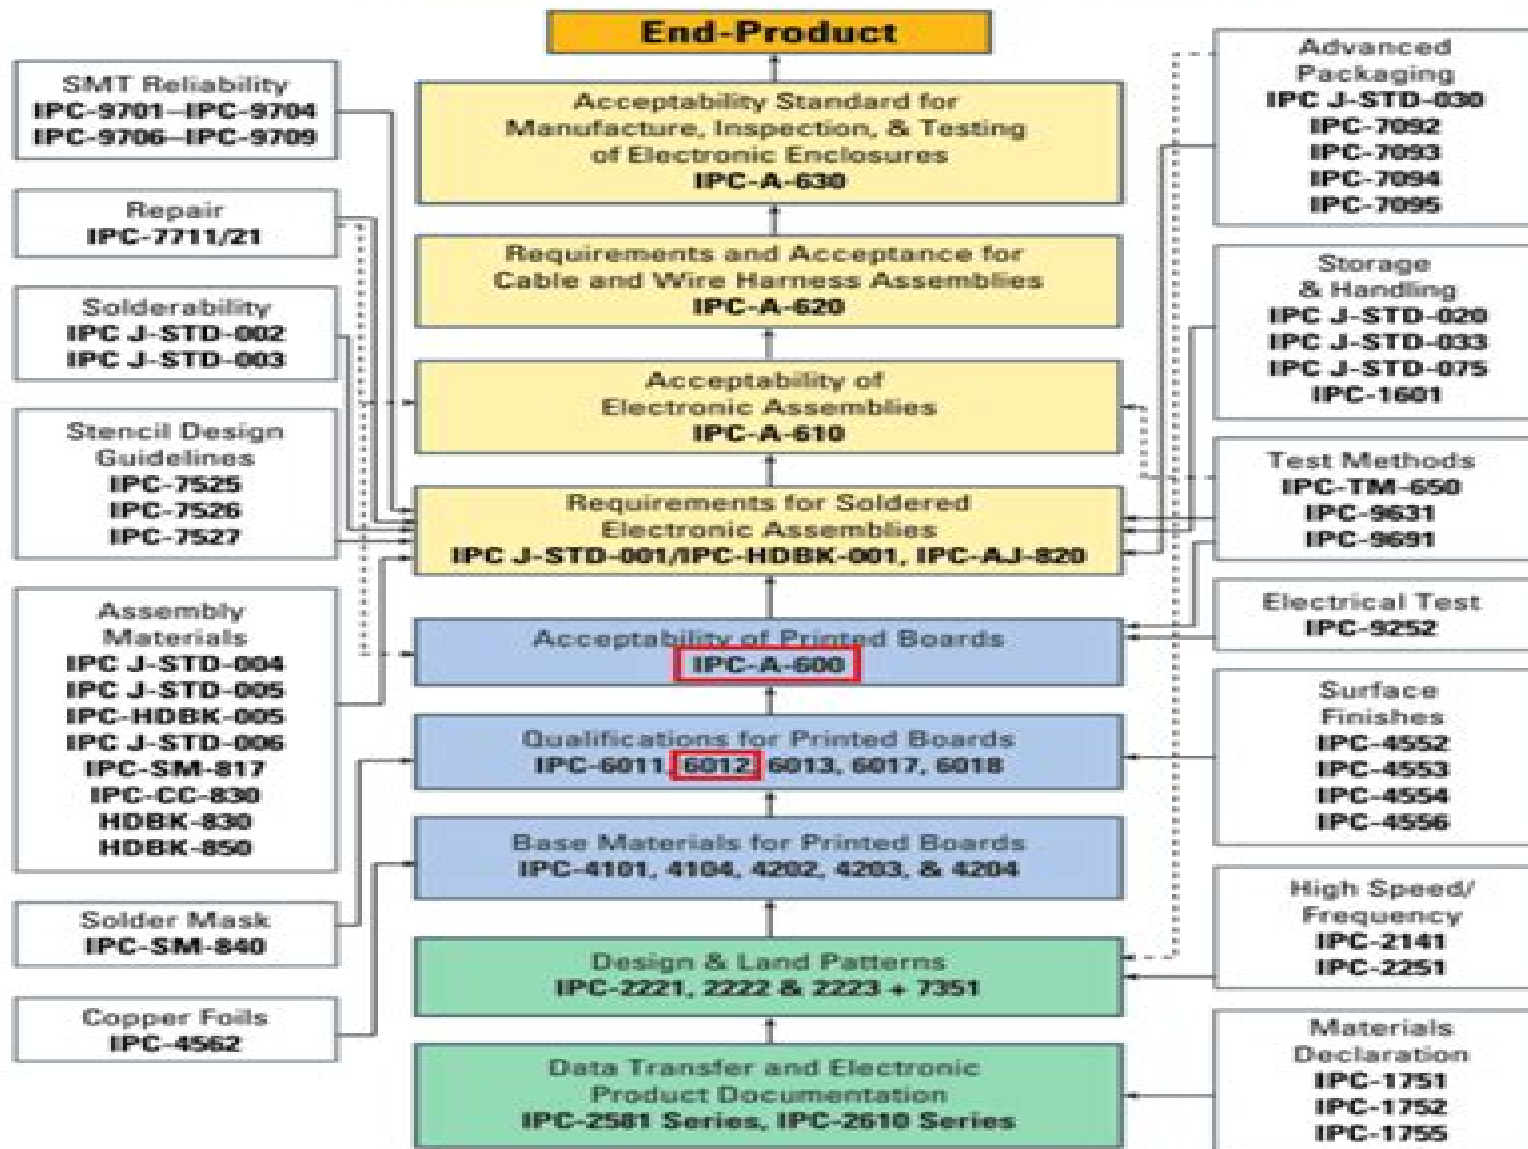 End-Product
SMT Reliability
IPC-9701–IPC-9704
IPC-9706–IPC-9709
Repair
IPC-7711/21
Solderability
IPC J-STD-002
IPC J-STD-003
Stencil Design
Guidelines
IPC-7525
IPC-7526
IPC-7527
Assembly
Materials
IPC J-STD-004
IPC J-STD-005
IPC-HDBK-005
IPC J-STD-006
IPC-SM-817
IPC-CC-830
HDBK-830
HDBK-850
Solder Mask
IPC-SM-840
Copper Foils
IPC-4562
Acceptability Standard for
Manufacture, Inspection, & Testing
of Electronic Enclosures
IPC-A-630
Requirements and Acceptance for
Cable and Wire Harness Assemblies
IPC-A-620
Acceptability of
Electronic Assemblies
IPC-A-610
Requirements for Soldered
Electronic Assemblies
IPC J-STD-001/IPC-HDBK-001, IPC-AJ-820
Acceptability of Printed Boards
IPC-A-600
Qualifications for Printed Boards
IPC-6011, 6012, 6013, 6017, 6018
Base Materials for Printed Boards
IPC-4101, 4104, 4202, 4203, & 4204
Design & Land Patterns
IPC-2221, 2222 & 2223 + 7351
Data Transfer and Electronic
Product Documentation
IPC-2581 Series, IPC-2610 Series
Advanced
Packaging
IPC J-STD-030
IPC-7092
IPC-7093
IPC-7094
IPC-7095
Storage
& Handling
IPC J-STD-020
IPC J-STD-033
IPC J-STD-075
IPC-1601
Test Methods
IPC-TM-650
IPC-9631
IPC-9691
Electrical Test
IPC-9252
Surface
Finishes
IPC-4552
IPC-4553
IPC-4554
IPC-4556
High Speed/
Frequency
IPC-2141
IPC-2251
Materials
Declaration
IPC-1751
IPC-1752
IPC-1755